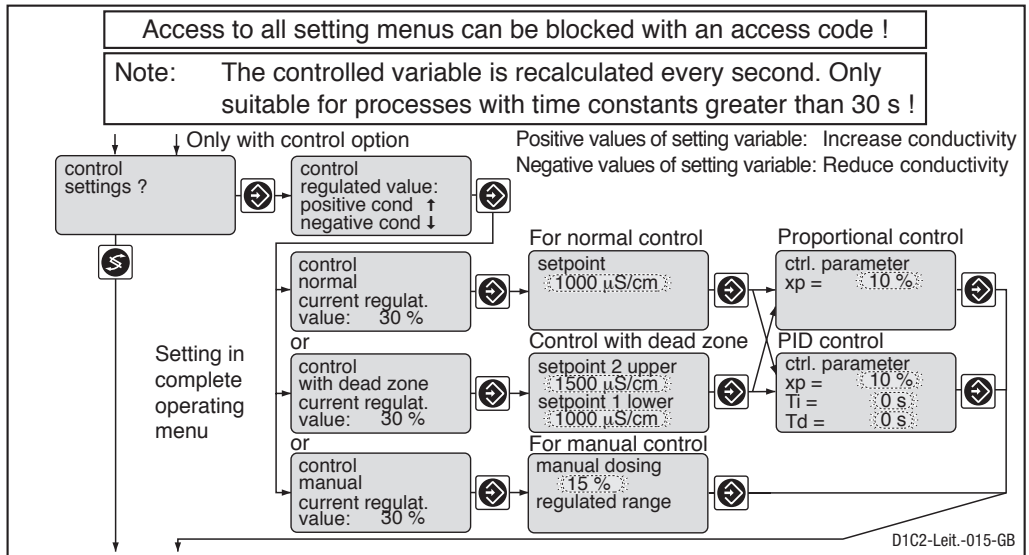 Access to all setting menus can be blocked with an access code !
Note: The controlled variable is recalculated every second. Only
suitable for processes with time constants greater than 30 s !
Only with control option
Positive values of setting variable: Increase conductivity
Negative values of setting variable: Reduce conductivity
control
settings ?
control
regulated value:
positive cond ↑
negative cond ↓
For normal control
Proportional control
control
normal
current regulat.
value: 30 %
setpoint
1000 µS/cm
ctrl. parameter
xp = 10 %
or
Setting in
complete
operating
menu
control
with dead zone
current regulat.
value: 30 %
Control with dead zone
setpoint 2 upper
1500 µS/cm
setpoint 1 lower
1000 µS/cm
PID control
ctrl. parameter
xp = 10 %
Ti = 0 s
Td = 0 s
or
control
manual
current regulat.
value: 30 %
For manual control
manual dosing
15 %
regulated range
D1C2-Leit.-015-GB